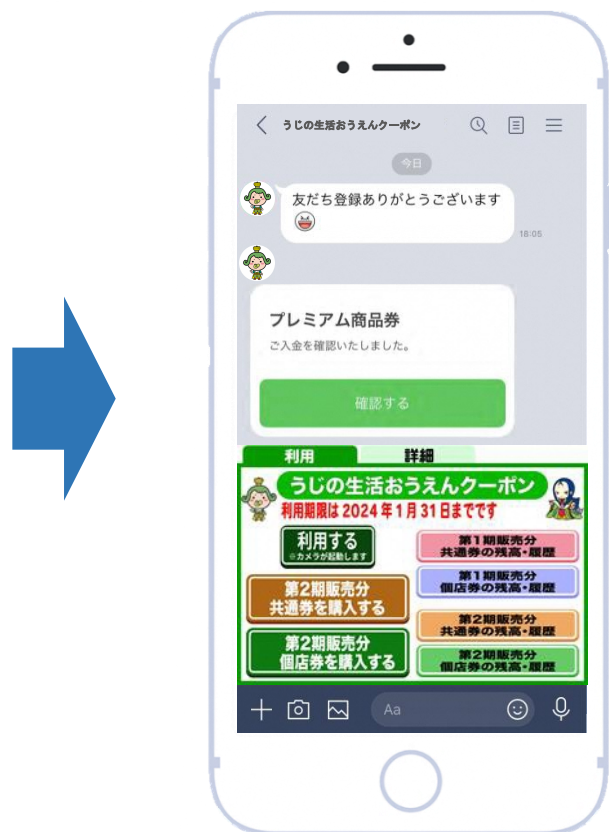 うじの生活おうえんクーポン
今日
友だち登録ありがとうございます
18:05
プレミアム商品券
ご入金を確認いたしました。
確認する
利用
詳細
うじの生活おうえんクーポン
利用期限は2024年1月31日までです
利用する
※カメラが起動します
第2期販売分
共通券を購入する
第2期販売分
個店券を購入する
第1期販売分
共通券の残高・履歴
第1期販売分
個店券の残高・履歴
第2期販売分
共通券の残高・履歴
第2期販売分
個店券の残高・履歴
Aa